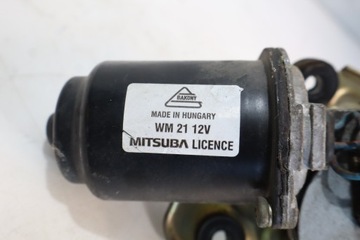 BAKONY
MADE IN HUNGARY
WM 21 12V
MITSUBA LICENCE